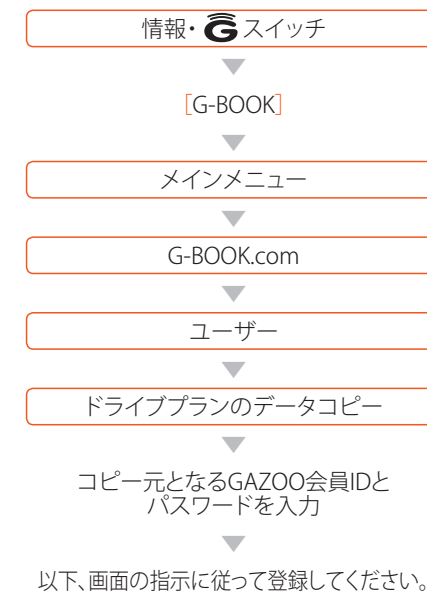 情報・Gスイッチ
[G-BOOK]
メインメニュー
G-BOOK.com
ユーザー
ドライブプランのデータコピー
コピー元となるGAZOO会員IDと
パスワードを入力
以下、画面の指示に従って登録してください。